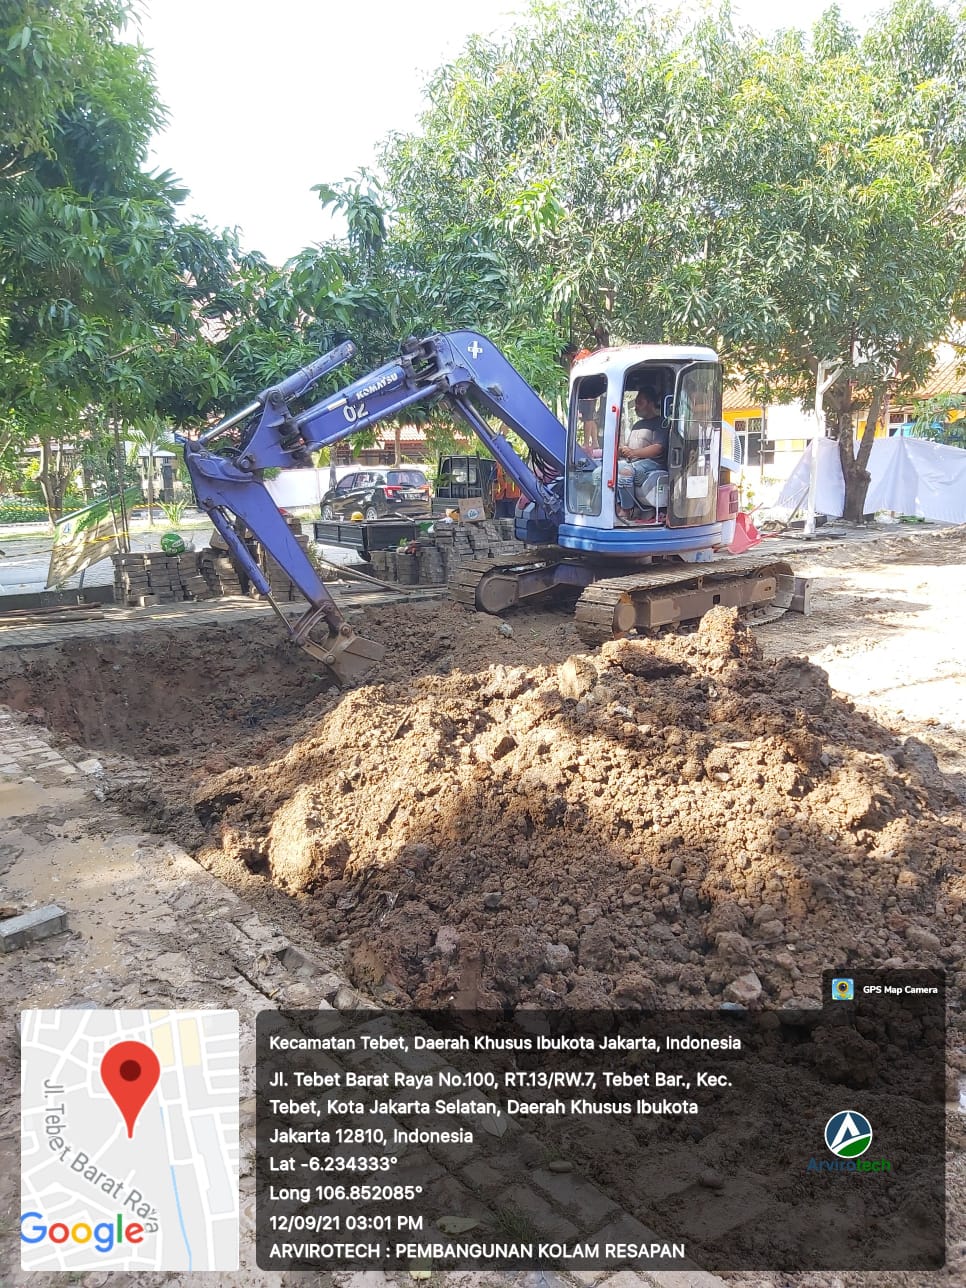 KOMATSU
02
GPS Map Camera
Kecamatan Tebet, Daerah Khusus Ibukota Jakarta, Indonesia
Jl. Tebet Barat Raya No.100, RT.13/RW.7, Tebet Bar., Kec.
Tebet, Kota Jakarta Selatan, Daerah Khusus Ibukota
Jakarta 12810, Indonesia
Lat -6.234333°
Long 106.852085°
12/09/21 03:01 PM
ARVIROTECH : PEMBANGUNAN KOLAM RESAPAN
Arvirotech
Jl. Tebet Barat Raya
Google